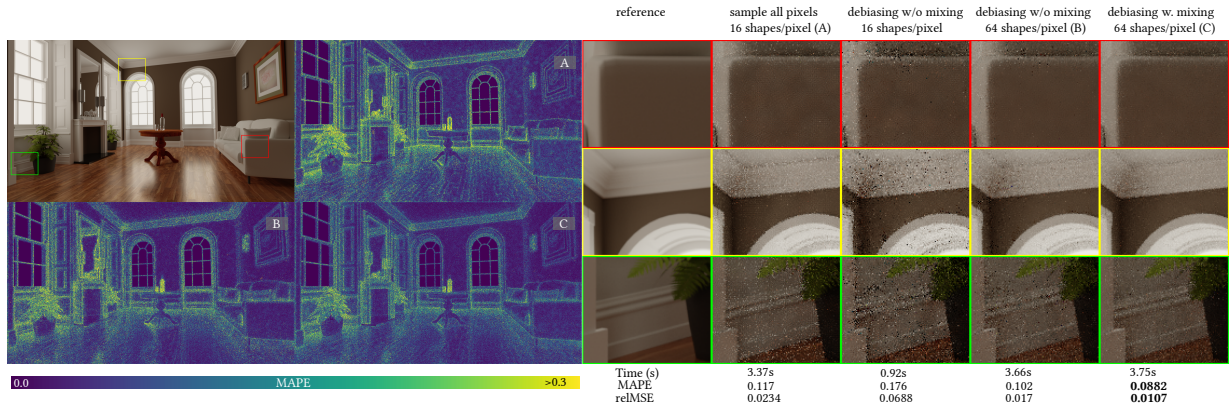 reference
sample all pixels
16 shapes/pixel (A)
debiasing w/o mixing
16 shapes/pixel
debiasing w/o mixing
64 shapes/pixel (B)
debiasing w. mixing
64 shapes/pixel (C)
A
B
C
0.0 MAPE >0.3
Time (s) 3.37s 0.92s 3.66s 3.75s
MAPE 0.117 0.176 0.102 0.0882
relMSE 0.0234 0.0688 0.017 0.0107